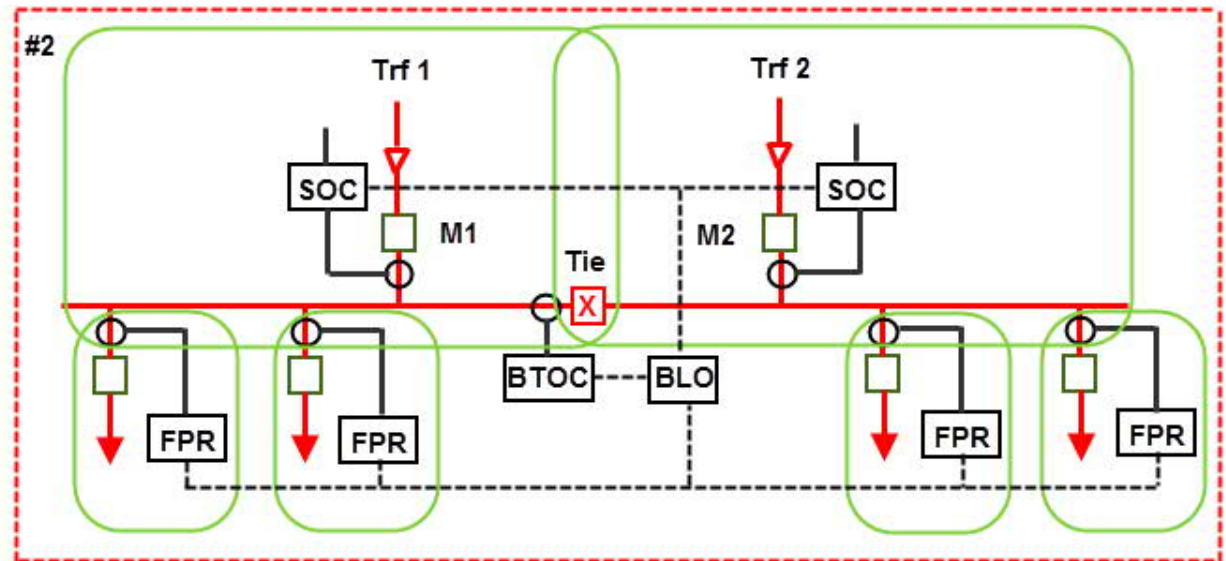 #2
Trf 1
Trf 2
SOC
SOC
M1
M2
Tie
X
BTOC
BLO
FPR
FPR
FPR
FPR